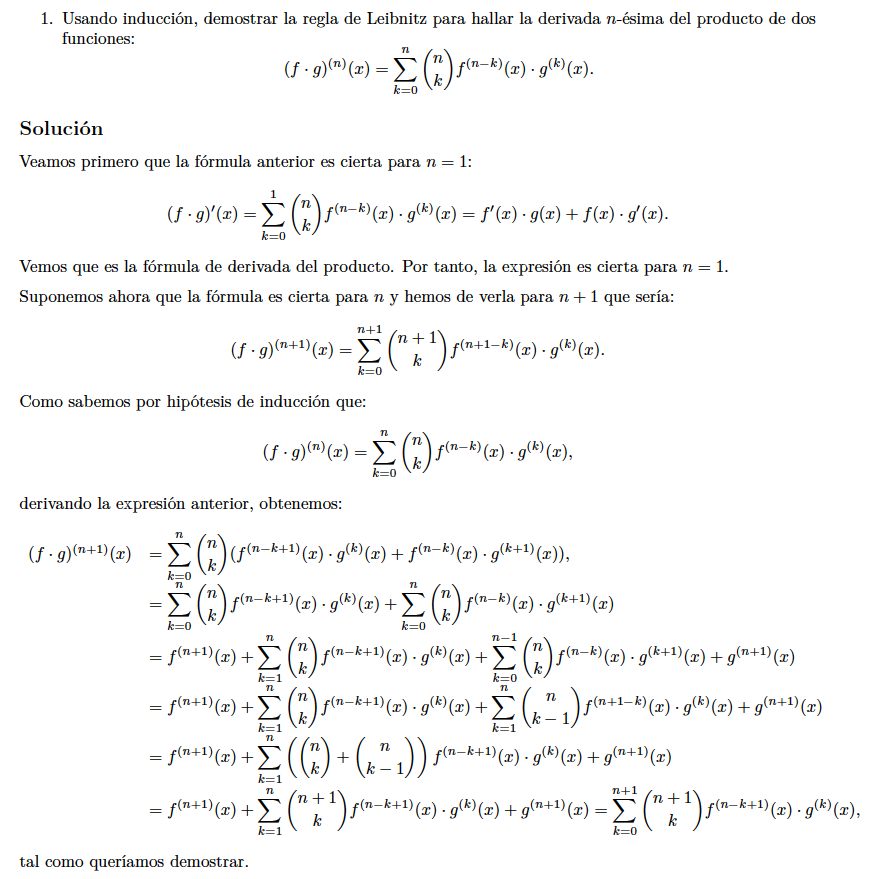 1. Usando inducción, demostrar la regla de Leibnitz para hallar la derivada n-ésima del producto de dos
funciones:
$(f \cdot g)^{(n)}(x) = \sum_{k=0}^{n} \binom{n}{k} f^{(n-k)}(x) \cdot g^{(k)}(x).$
Solución
Veamos primero que la fórmula anterior es cierta para n = 1:
$(f \cdot g)'(x) = \sum_{k=0}^{1} \binom{n}{k} f^{(n-k)}(x) \cdot g^{(k)}(x) = f'(x) \cdot g(x) + f(x) \cdot g'(x).$
Vemos que es la fórmula de derivada del producto. Por tanto, la expresión es cierta para n = 1.
Suponemos ahora que la fórmula es cierta para n y hemos de verla para n + 1 que sería:
$(f \cdot g)^{(n+1)}(x) = \sum_{k=0}^{n+1} \binom{n+1}{k} f^{(n+1-k)}(x) \cdot g^{(k)}(x).$
Como sabemos por hipótesis de inducción que:
$(f \cdot g)^{(n)}(x) = \sum_{k=0}^{n} \binom{n}{k} f^{(n-k)}(x) \cdot g^{(k)}(x),$
derivando la expresión anterior, obtenemos:
$(f \cdot g)^{(n+1)}(x) = \sum_{k=0}^{n} \binom{n}{k} (f^{(n-k+1)}(x) \cdot g^{(k)}(x) + f^{(n-k)}(x) \cdot g^{(k+1)}(x)),$
$= \sum_{k=0}^{n} \binom{n}{k} f^{(n-k+1)}(x) \cdot g^{(k)}(x) + \sum_{k=0}^{n} \binom{n}{k} f^{(n-k)}(x) \cdot g^{(k+1)}(x)$
$= f^{(n+1)}(x) + \sum_{k=1}^{n} \binom{n}{k} f^{(n-k+1)}(x) \cdot g^{(k)}(x) + \sum_{k=0}^{n-1} \binom{n}{k} f^{(n-k)}(x) \cdot g^{(k+1)}(x) + g^{(n+1)}(x)$
$= f^{(n+1)}(x) + \sum_{k=1}^{n} \binom{n}{k} f^{(n-k+1)}(x) \cdot g^{(k)}(x) + \sum_{k=1}^{n} \binom{n}{k-1} f^{(n+1-k)}(x) \cdot g^{(k)}(x) + g^{(n+1)}(x)$
$= f^{(n+1)}(x) + \sum_{k=1}^{n} \left( \binom{n}{k} + \binom{n}{k-1} \right) f^{(n-k+1)}(x) \cdot g^{(k)}(x) + g^{(n+1)}(x)$
$= f^{(n+1)}(x) + \sum_{k=1}^{n} \binom{n+1}{k} f^{(n-k+1)}(x) \cdot g^{(k)}(x) + g^{(n+1)}(x) = \sum_{k=0}^{n+1} \binom{n+1}{k} f^{(n-k+1)}(x) \cdot g^{(k)}(x),$
tal como queríamos demostrar.